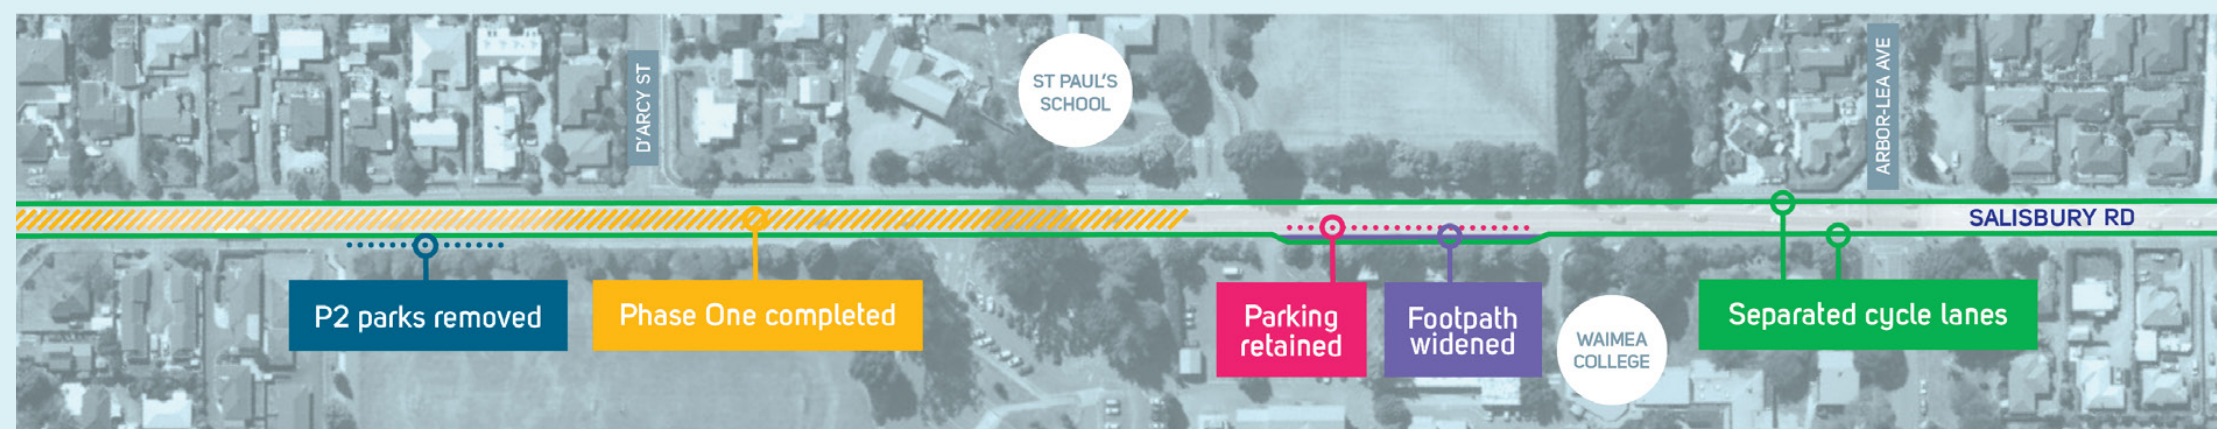 D'ARCY ST
ST PAUL'S
SCHOOL
ARBOR-LEA AVE
SALISBURY RD
P2 parks removed
Phase One completed
Parking
retained
Footpath
widened
WAIMEA
COLLEGE
Separated cycle lanes